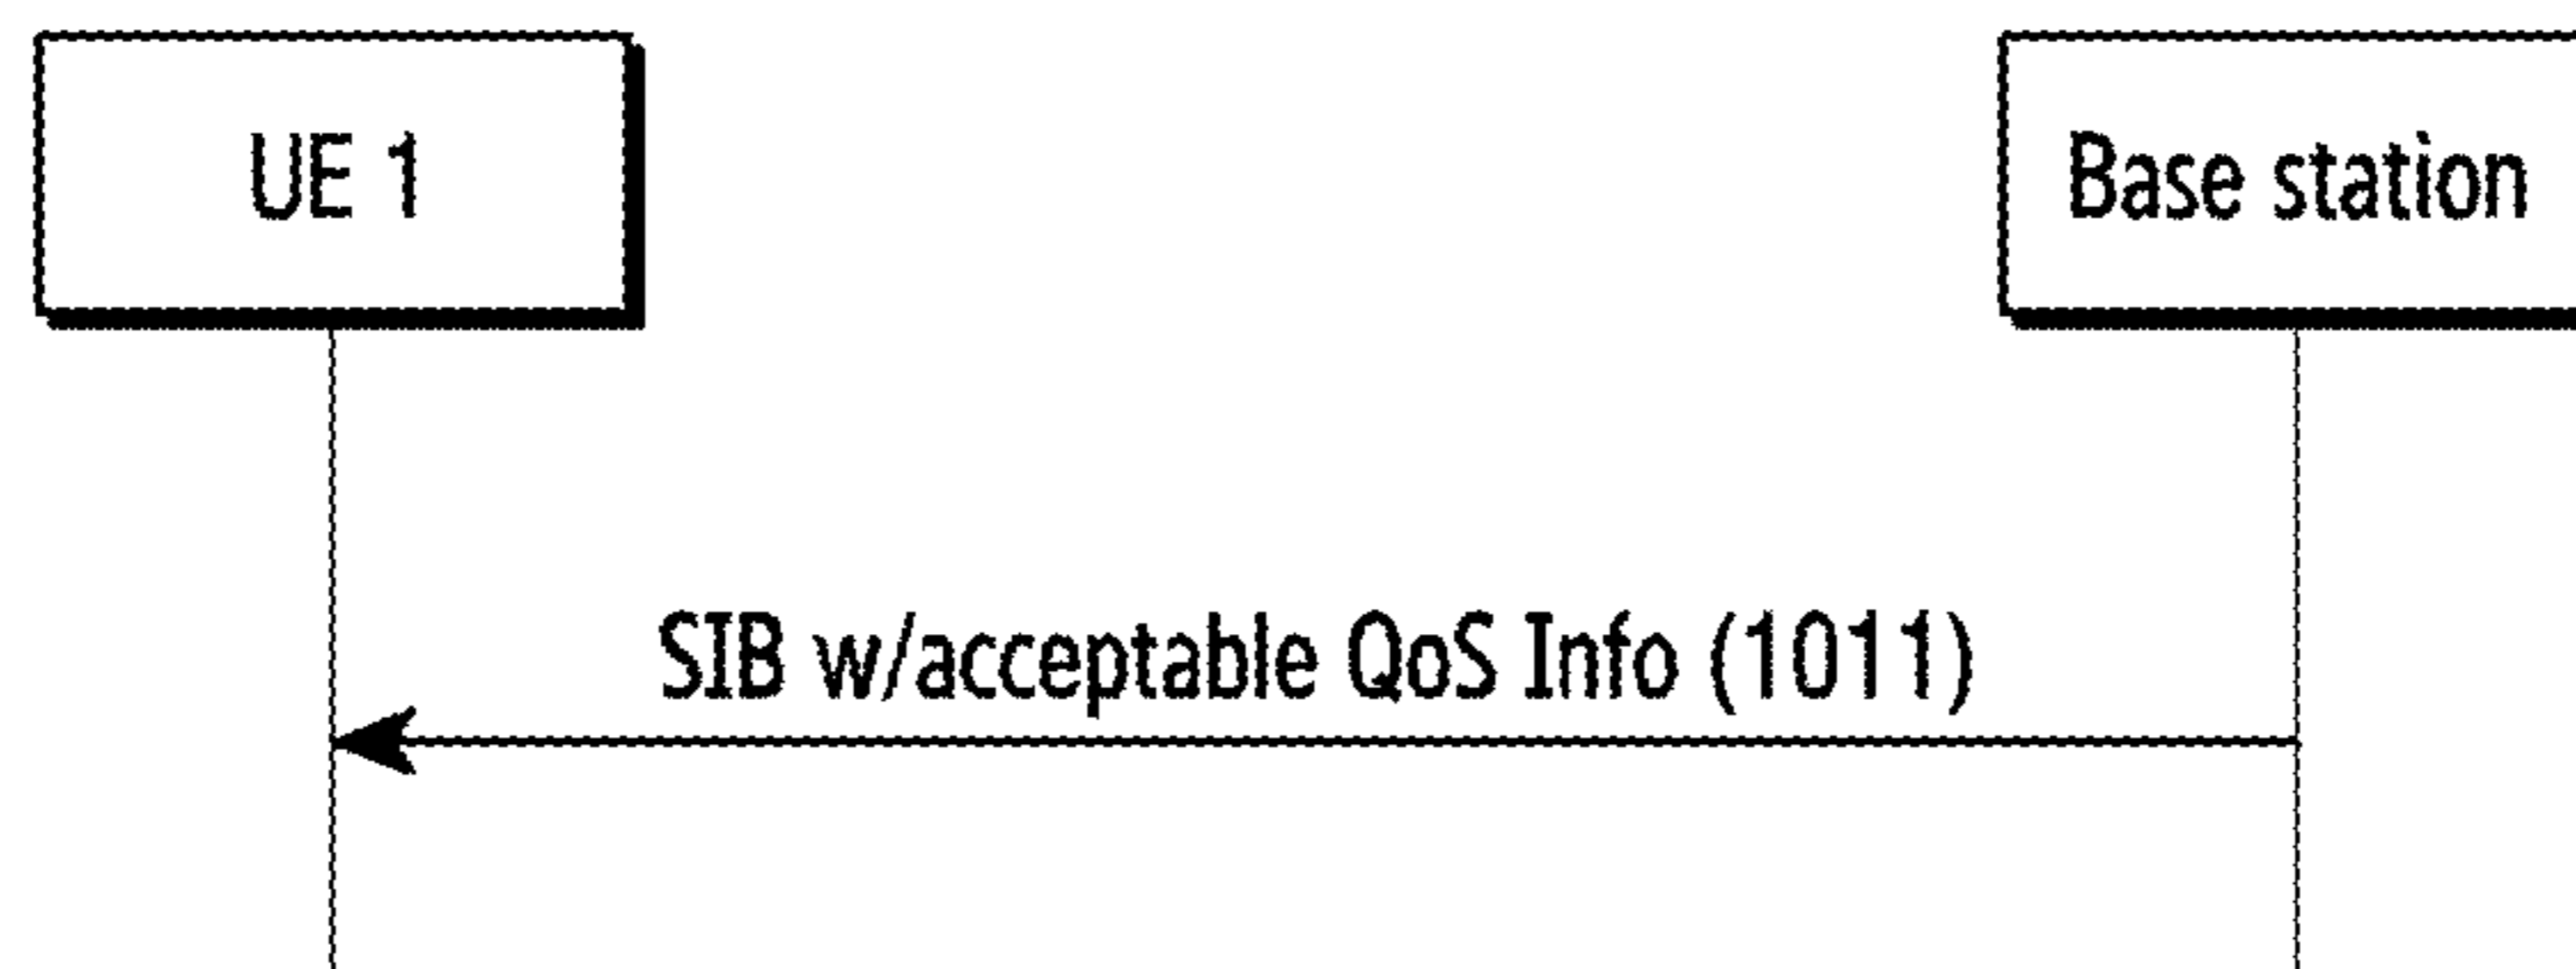 UE 1
Base station
SIB w/acceptable QoS Info (1011)